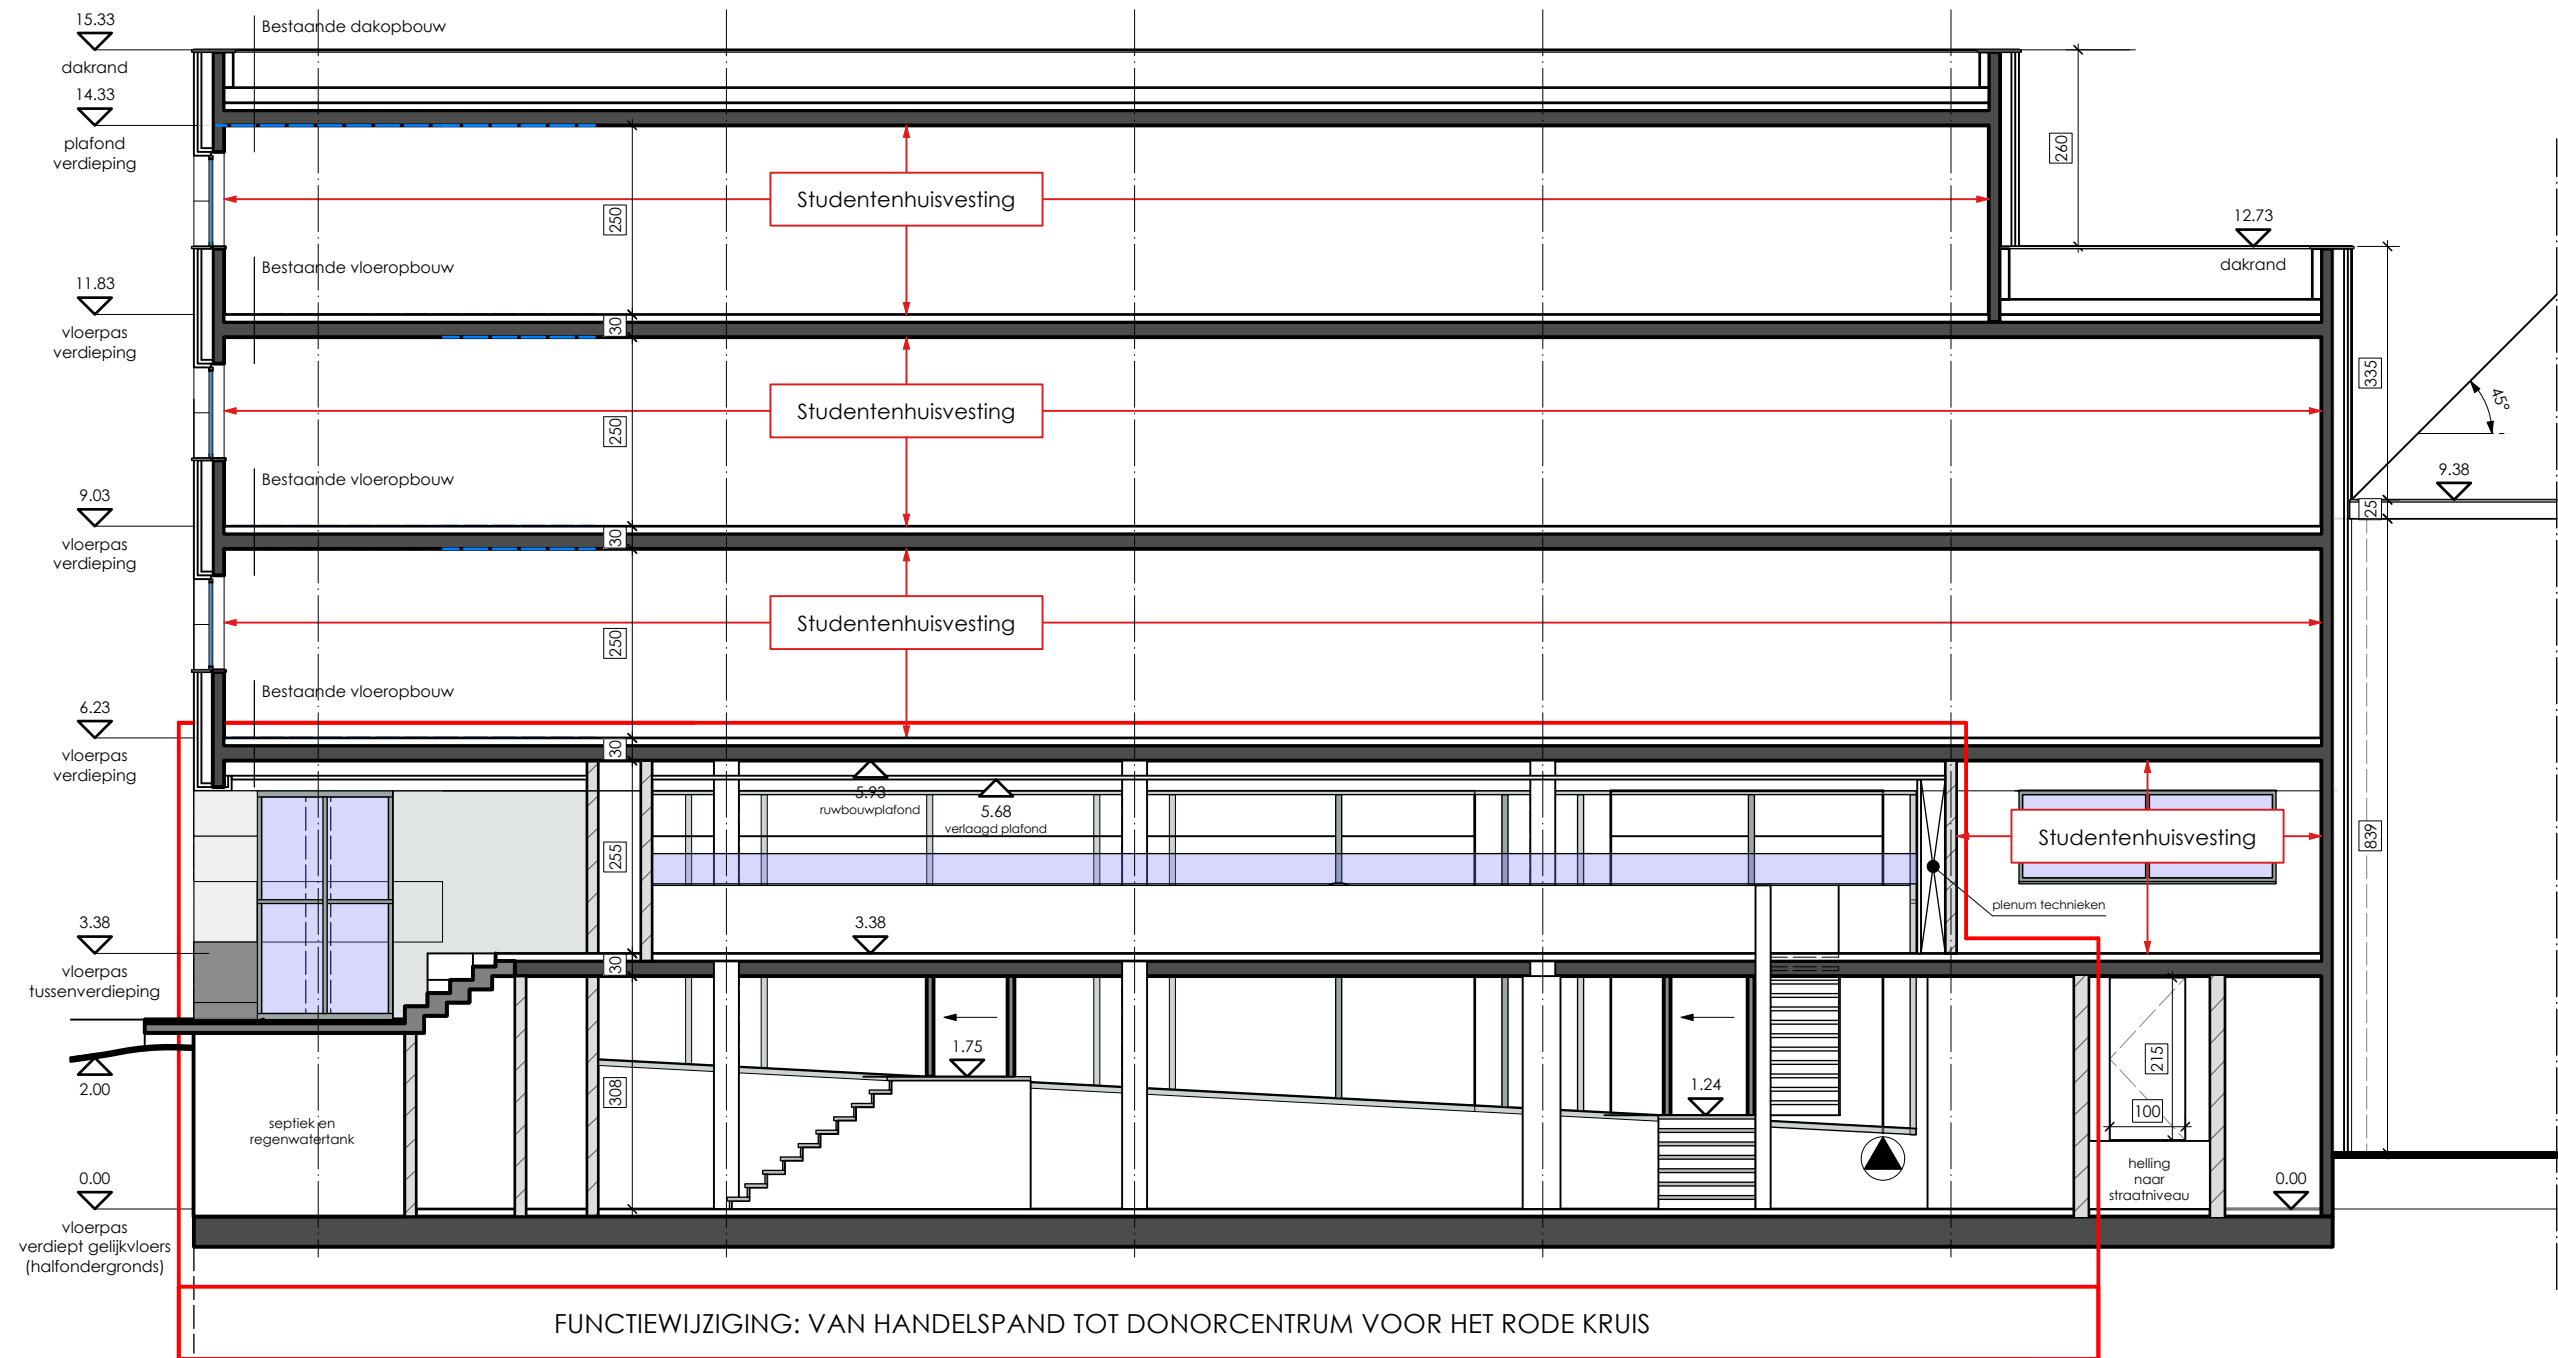 15.33
dakrand
14.33
plafond
verdieping
11.83
vloerpas
verdieping
9.03
vloerpas
verdieping
6.23
vloerpas
verdieping
3.38
vloerpas
tussenverdieping
2.00
0.00
vloerpas
verdiept gelijkvloers
(halfondergronds)
Bestaande dakopbouw
Bestaande vloeropbouw
Bestaande vloeropbouw
Bestaande vloeropbouw
250
30
250
30
250
30
255
30
308
Studentenhuisvesting
Studentenhuisvesting
Studentenhuisvesting
Studentenhuisvesting
260
12.73
dakrand
335
45°
9.38
25
839
5.93
ruwbouwplafond
5.68
verlaagd plafond
plenum technieken
3.38
1.75
1.24
215
100
helling
naar
straatniveau
0.00
septiek en
regenwatertank
FUNCTIEWIJZIGING: VAN HANDELSPAND TOT DONORCENTRUM VOOR HET RODE KRUIS